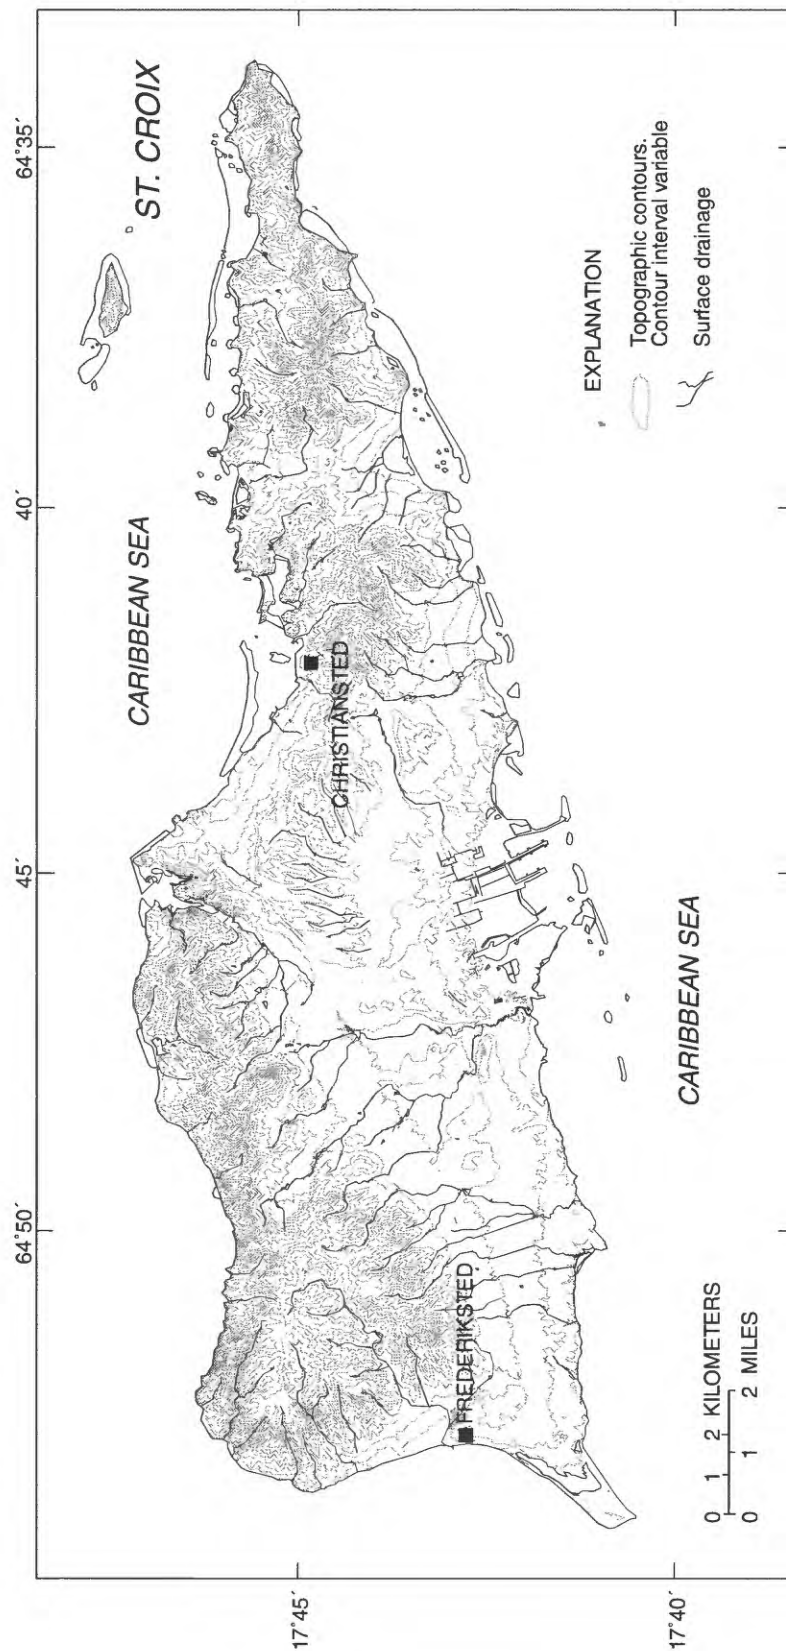 64°50´
64°45´
40´
64°35´
17°45´
17°40´
ST. CROIX
CARIBBEAN SEA
CHRISTIANSTED
FREDERIKSTED
CARIBBEAN SEA
EXPLANATION
Topographic contours.
Contour interval variable
Surface drainage
0 1 2 KILOMETERS
0 1 2 MILES